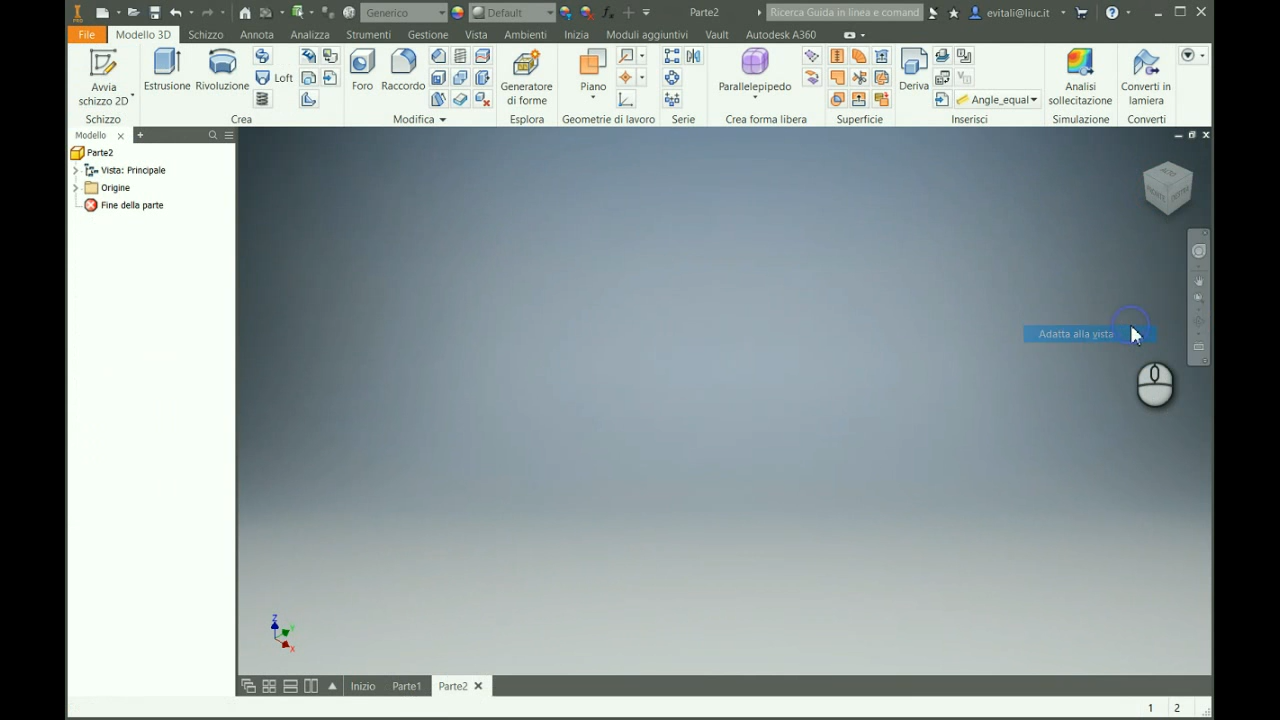 Generico
Default
Parte2
Ricerca Guida in linea e comand
evitali@liuc.it
File
Modello 3D
Schizzo
Annota
Analizza
Strumenti
Gestione
Vista
Ambienti
Inizia
Moduli aggiuntivi
Vault
Autodesk A360
Avvia
schizzo 2D
Estrusione
Rivoluzione
Loft
Foro
Raccordo
Generatore
di forme
Piano
Parallelepipedo
Deriva
Angle_equal
Analisi
sollecitazione
Converti in
lamiera
Schizzo
Crea
Modifica
Esplora
Geometrie di lavoro
Serie
Crea forma libera
Superficie
Inserisci
Simulazione
Converti
Modello
Parte2
Vista: Principale
Origine
Fine della parte
ALTO
Adatta alla vista
Z
Y
X
Inizio
Parte1
Parte2
1
2